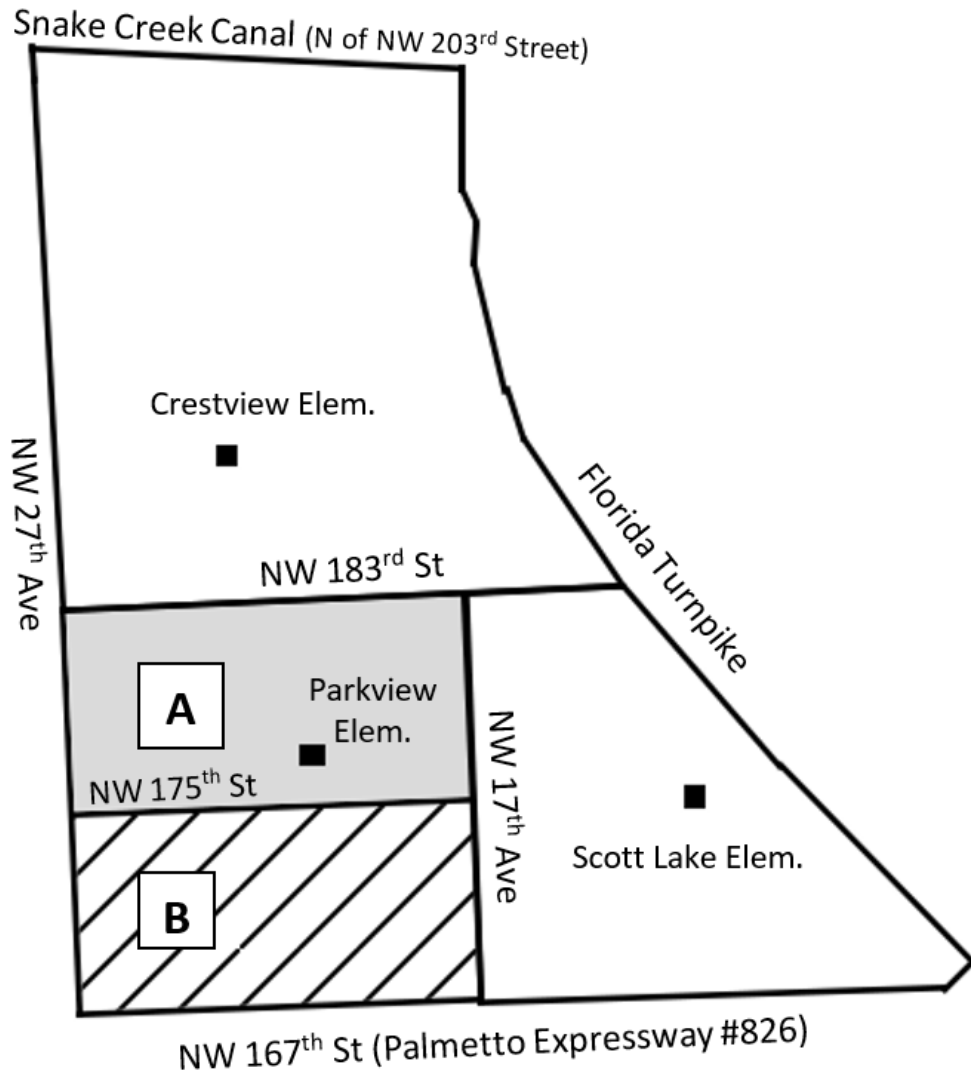 Snake Creek Canal (N of NW 203rd Street)
Crestview Elem.
NW 27th Ave
NW 183rd St
Florida Turnpike
A
Parkview
Elem.
NW 175th St
NW 17th Ave
Scott Lake Elem.
B
NW 167th St (Palmetto Expressway #826)